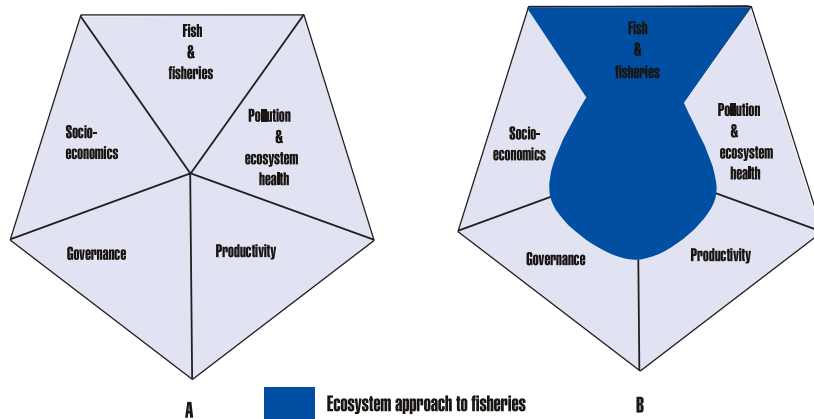 Fish
&
fisheries
Socio-
economics
Pollution
&
ecosystem
health
Governance
Productivity
A
Fish
&
fisheries
Socio-
economics
Pollution
&
ecosystem
health
Governance
Productivity
B
Ecosystem approach to fisheries